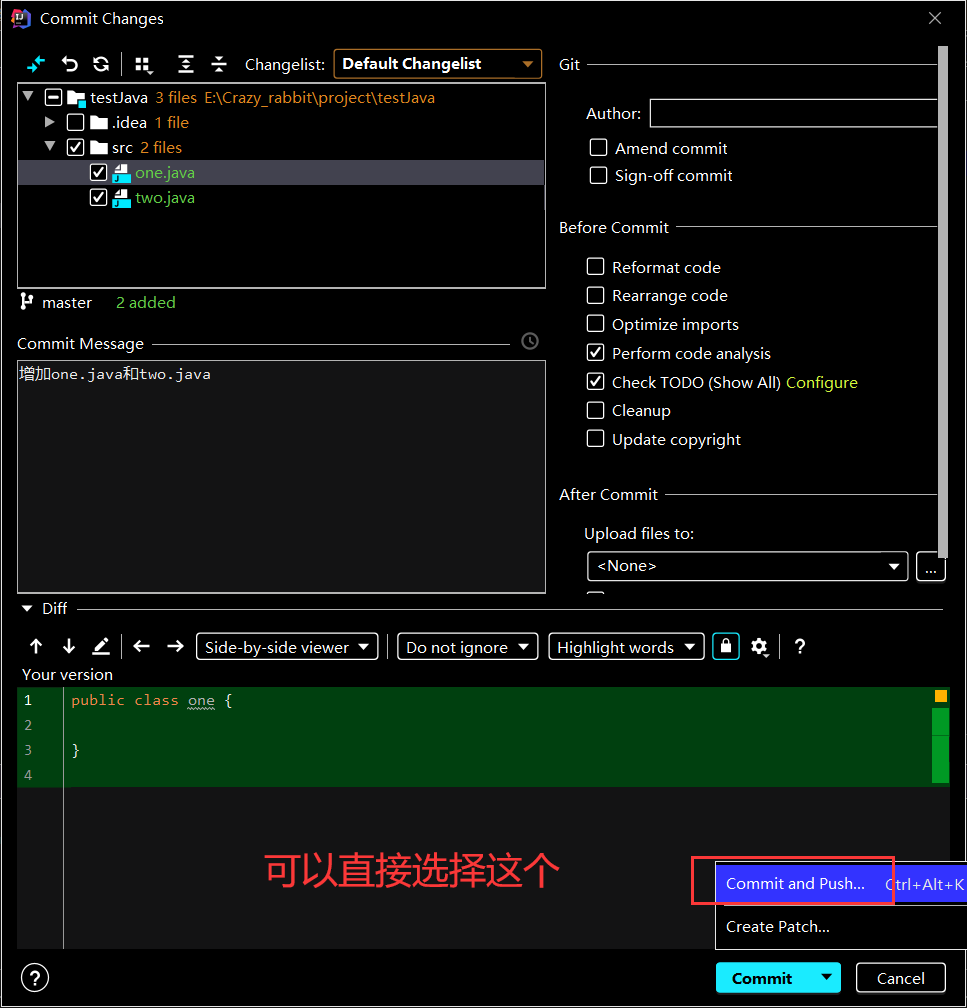 Commit Changes
Changelist: Default Changelist
testJava 3 files E:\Crazy_rabbit\project\testJava
.idea 1 file
src 2 files
one.java
two.java
master 2 added
Commit Message
增加one.java和two.java
Git
Author:
Amend commit
Sign-off commit
Before Commit
Reformat code
Rearrange code
Optimize imports
Perform code analysis
Check TODO (Show All) Configure
Cleanup
Update copyright
After Commit
Upload files to:
<None>
...
Diff
Side-by-side viewer Do not ignore Highlight words ?
Your version
1 public class one {
2
3 }
4
可以直接选择这个
Commit and Push... Ctrl+Alt+K
Create Patch...
? Commit Cancel